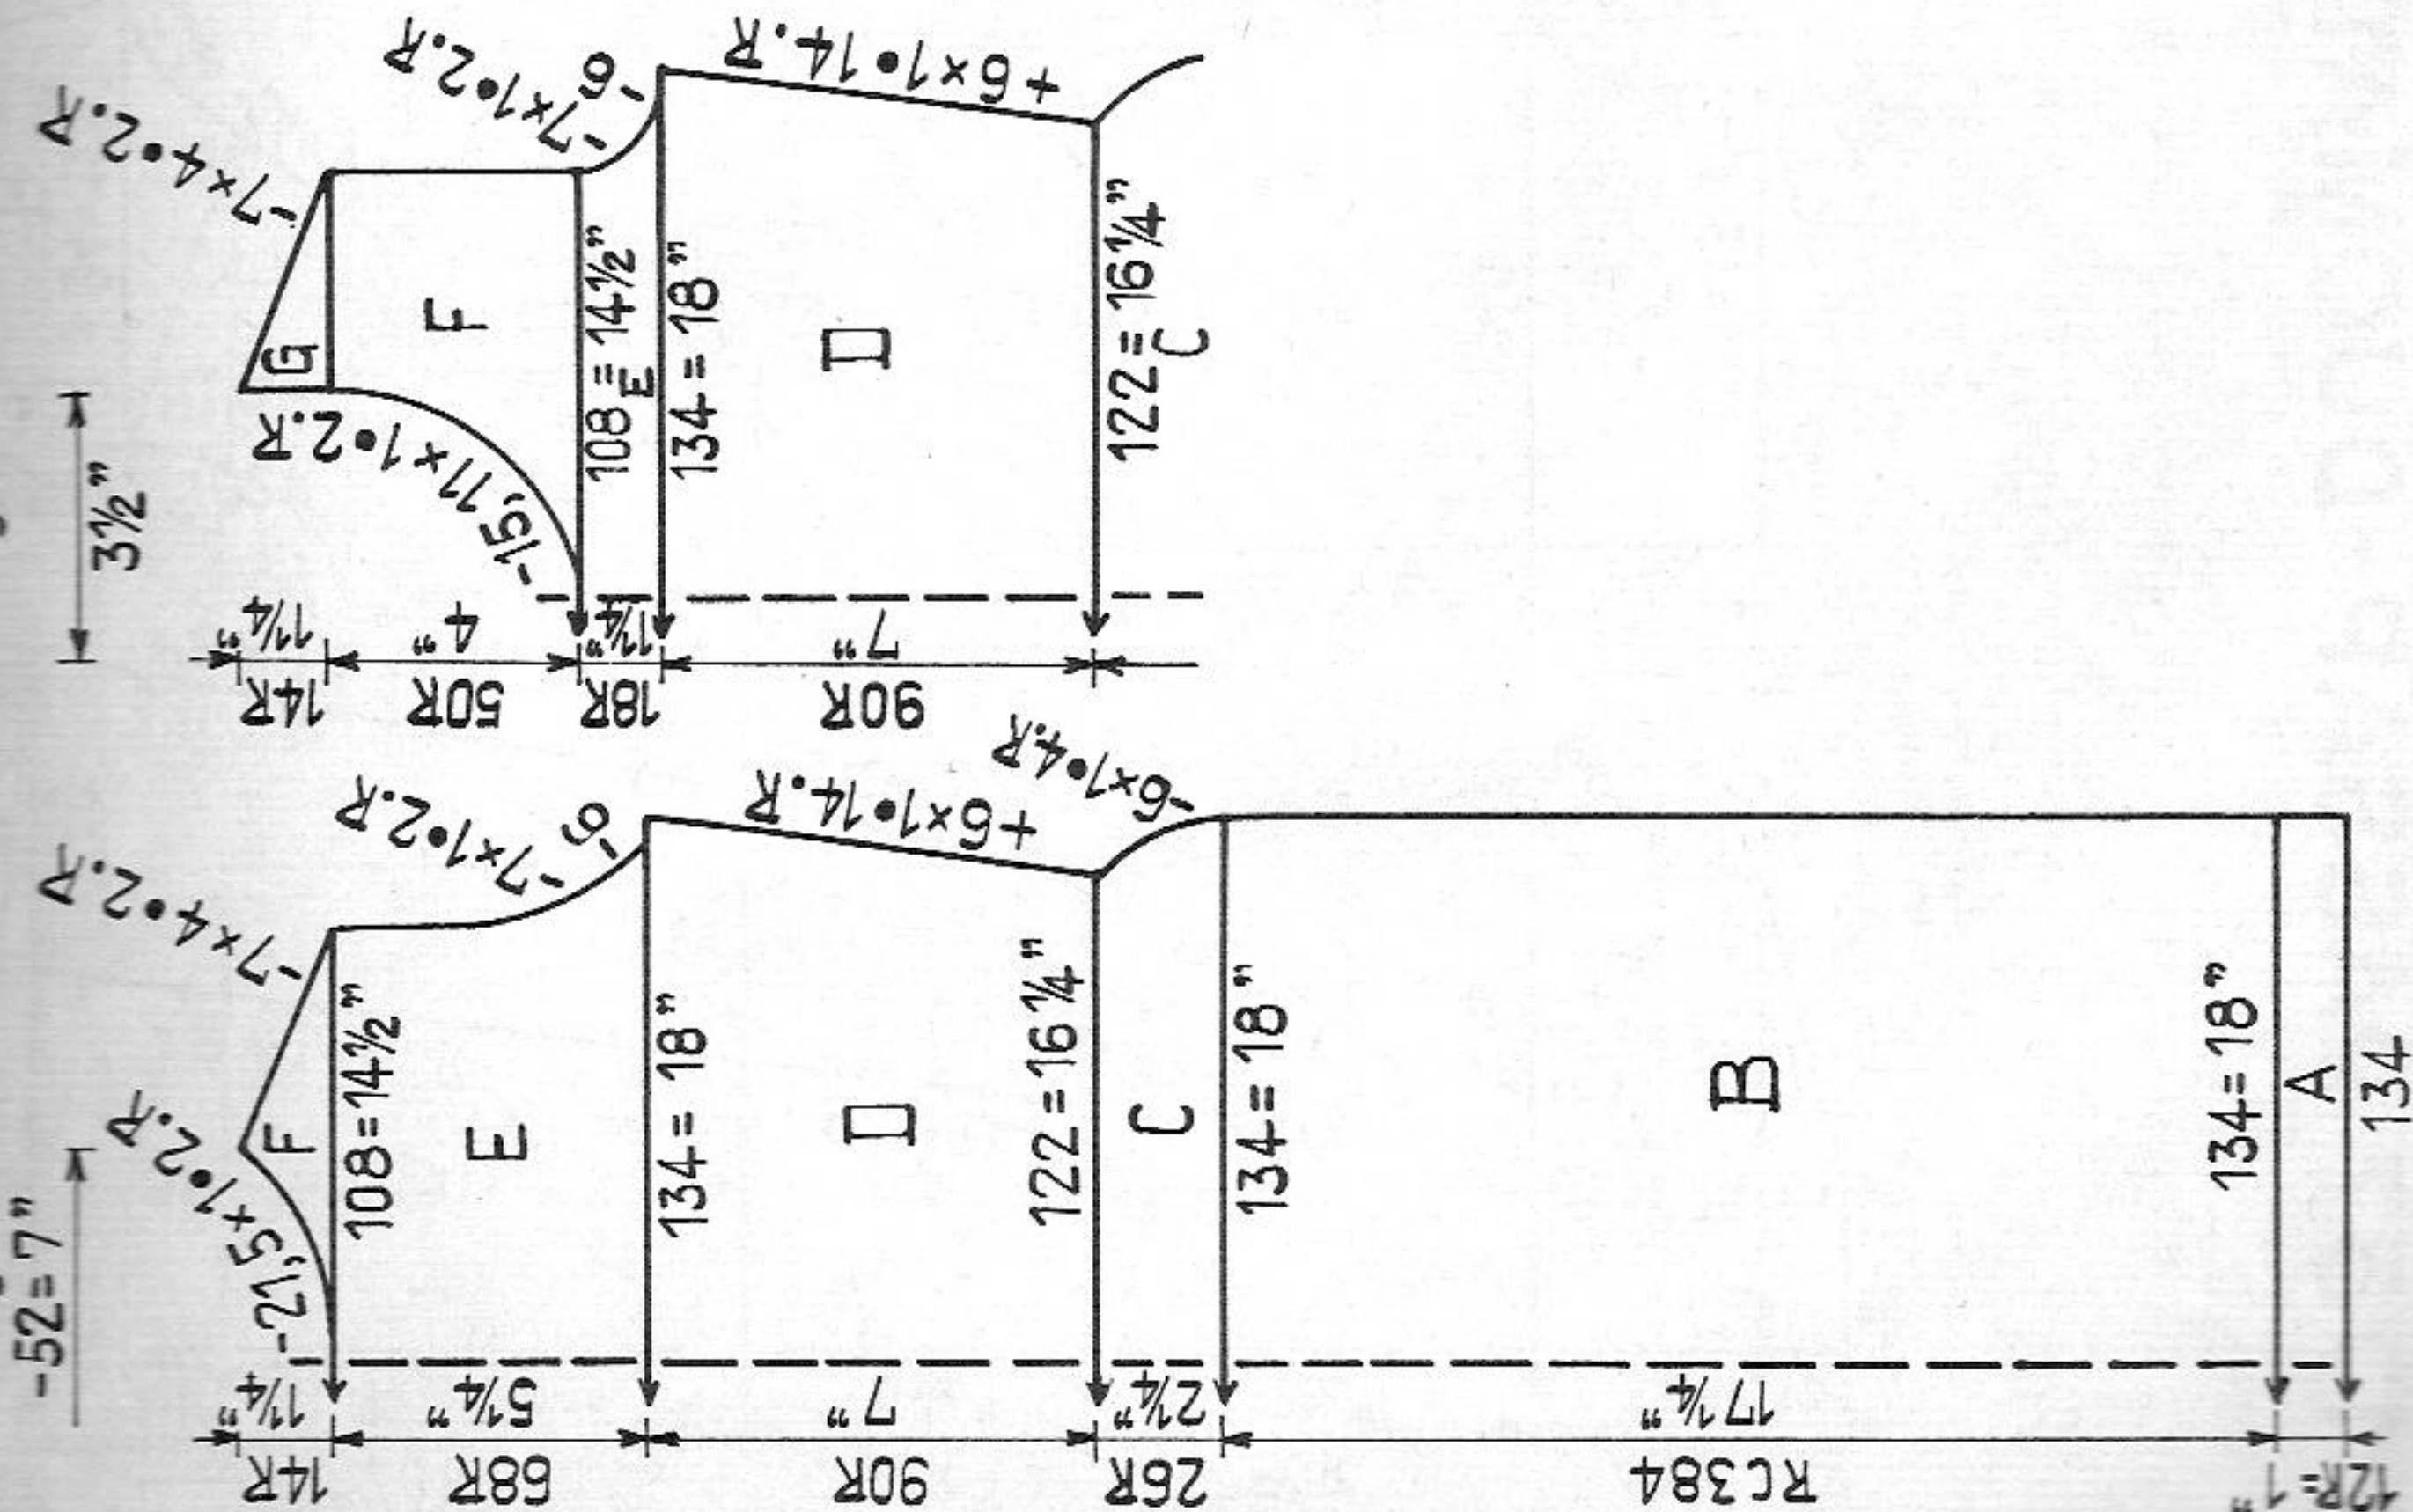 3½”
-7×4•2.R
-7×1•2.R
-6
G
-15,11×1•2.R
F
+6×1•14.R
108 = 14½”
E
134 = 18”
D
122 = 16¼”
C
1¼”
4”
1¼”
7”
14R
50R
18R
90R
-52=7”
-7×4•2.R
-7×1•2.R
-6
-21,5×1•2.R
F
+6×1•14.R
-6×1•4.R
108=14½”
E
134= 18”
D
122=16¼”
C
134=18”
B
134=18”
A
134
1¼”
5¼”
7”
2¼”
17¼”
14R
68R
90R
26R
RC384
12R=1”